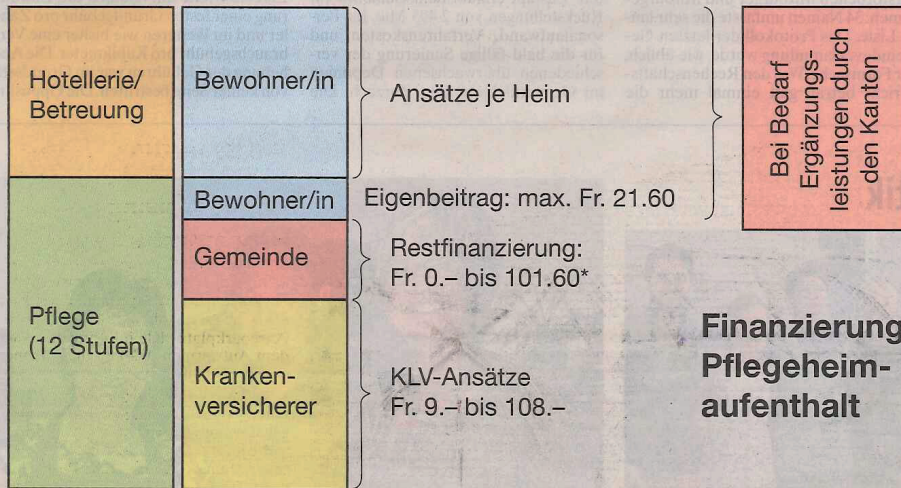 Hotellerie/
Betreuung
Bewohner/in
Ansätze je Heim
Bei Bedarf
Ergänzungs-
leistungen durch
den Kanton
Bewohner/in
Eigenbeitrag: max. Fr. 21.60
Gemeinde
Restfinanzierung:
Fr. 0.– bis 101.60*
Pflege
(12 Stufen)
Kranken-
versicherer
KLV-Ansätze
Fr. 9.– bis 108.–
Finanzierung
Pflegeheim-
aufenthalt